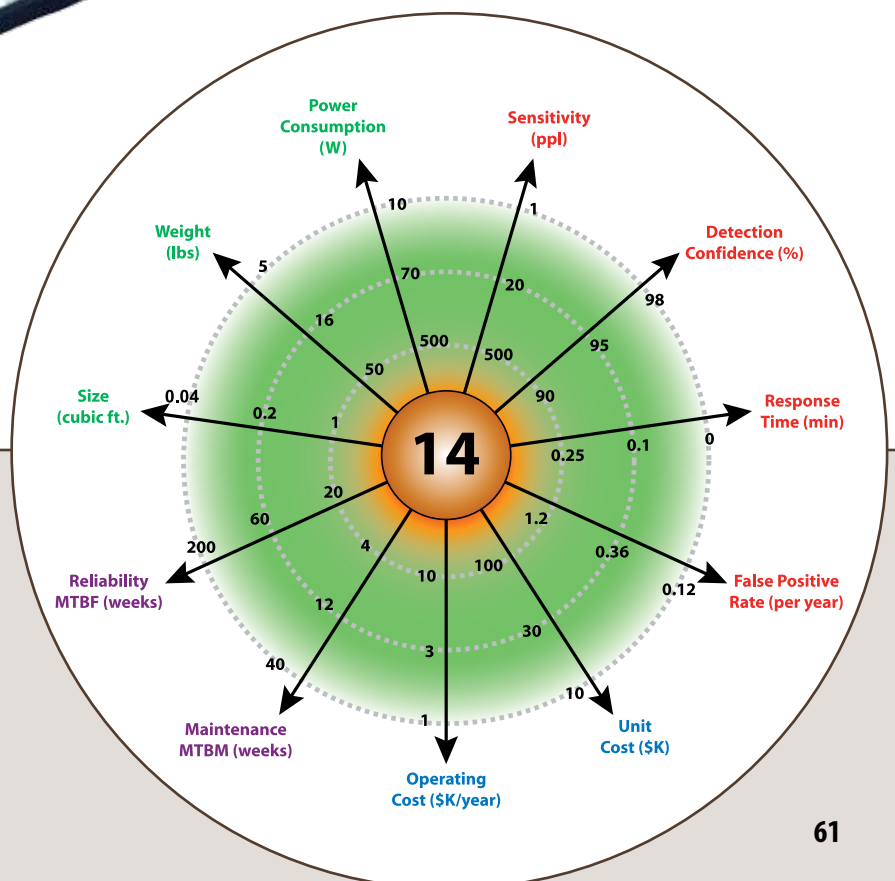 Power
Consumption
(W)
Sensitivity
(ppl)
Weight
(lbs)
Detection
Confidence (%)
Size
(cubic ft.)
Response
Time (min)
Reliability
MTBF (weeks)
False Positive
Rate (per year)
Maintenance
MTBM (weeks)
Unit
Cost ($K)
Operating
Cost ($K/year)
10
70
500
1
20
500
5
16
50
98
95
90
0.04
0.2
1
0.25
0.1
0
14
20
60
200
1.2
0.36
0.12
4
12
40
10
3
1
100
30
10
61